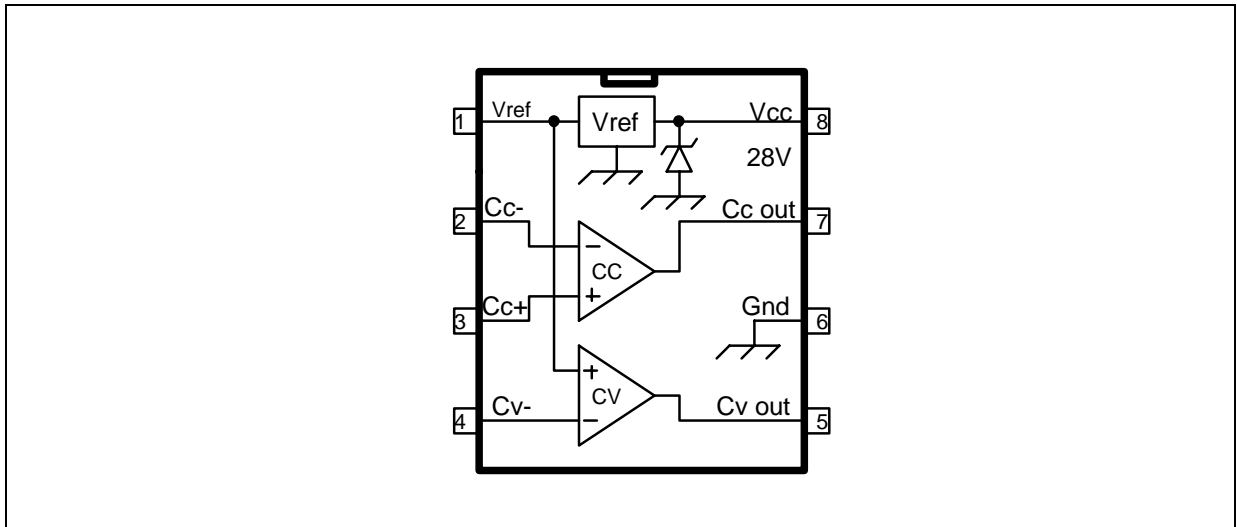 1 Vref Vref Vcc 8
28V
2 Cc- Cc out 7
− CC
3 Cc+ + Gnd 6
+ CV
4 Cv- − Cv out 5